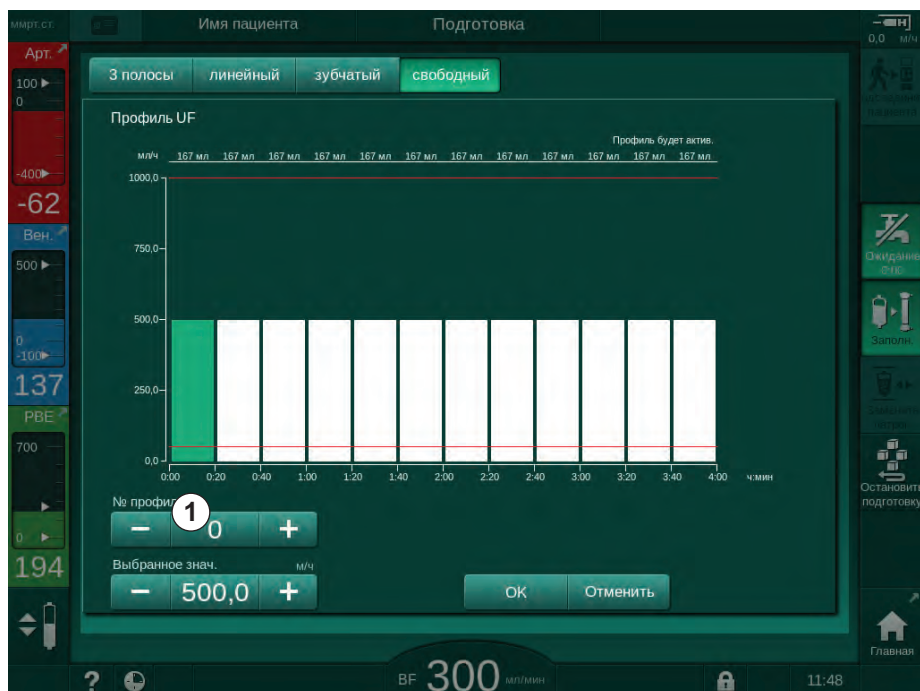 ммрт.ст.
Имя пациента
Подготовка
0,0 м/ч
Арт.
100
0
-400
-62
Вен.
500
0
-100
137
PBE
700
0
194
3 полосы
линейный
зубчатый
свободный
Профиль UF
Профиль будет актив.
мл/ч
167 мл 167 мл 167 мл 167 мл 167 мл 167 мл 167 мл 167 мл 167 мл 167 мл 167 мл 167 мл
1000,0
750,0
500,0
250,0
0,0
0:00 0:20 0:40 1:00 1:20 1:40 2:00 2:20 2:40 3:00 3:20 3:40 4:00 ч:мин
№ профил
1
− 0 +
Выбранное знач. м/ч
− 500,0 +
OK
Отменить
пациента
Ожидание
0:00
Заполн.
Остановить
подготовку
Главная
?
BF 300 мл/мин
11:48